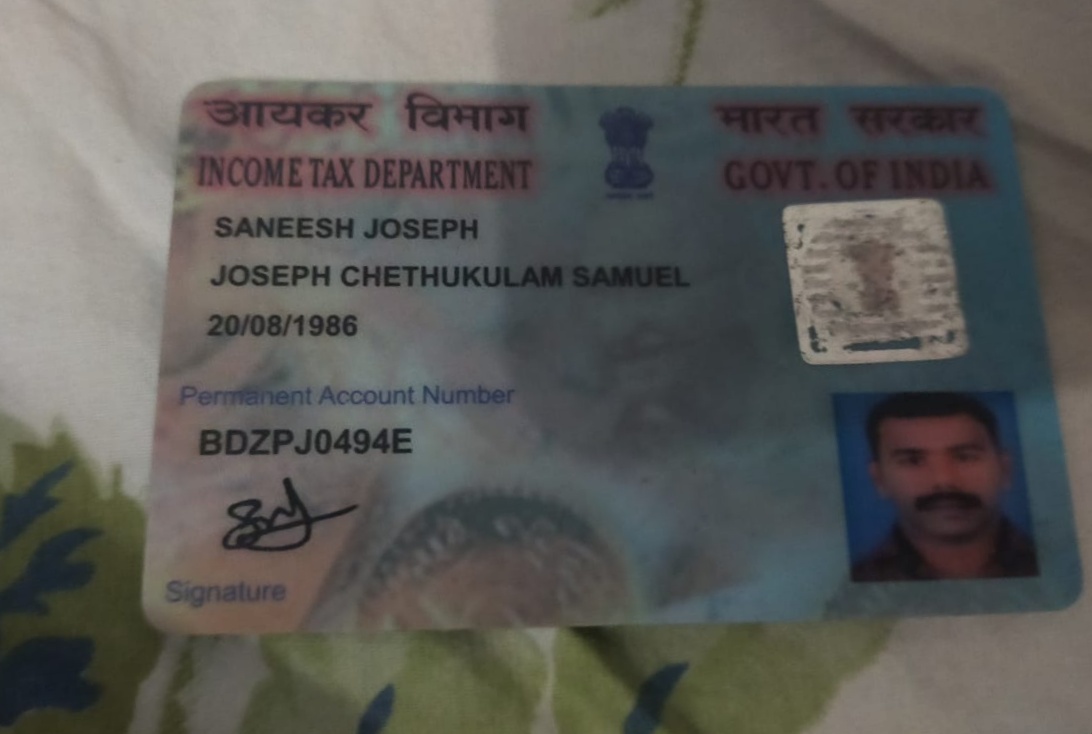 आयकर विभाग भारत सरकार
INCOME TAX DEPARTMENT GOVT. OF INDIA
SANEESH JOSEPH
JOSEPH CHETHUKULAM SAMUEL
20/08/1986
Permanent Account Number
BDZPJ0494E
Signature